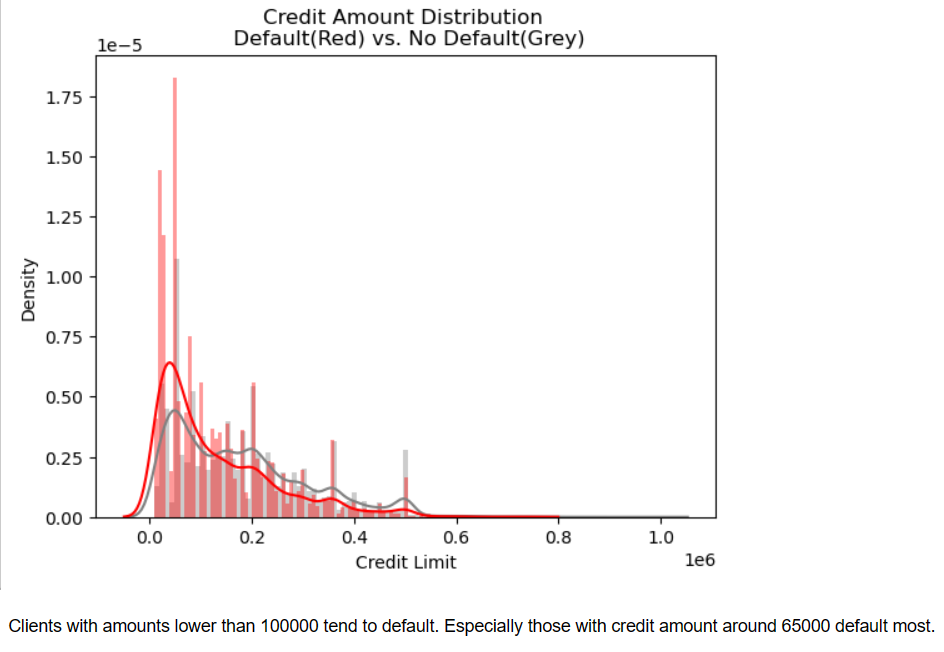 Credit Amount Distribution
Default(Red) vs. No Default(Grey)
1e−5
1.75
1.50
1.25
1.00
0.75
0.50
0.25
0.00
Density
0.0 0.2 0.4 0.6 0.8 1.0
1e6
Credit Limit
Clients with amounts lower than 100000 tend to default. Especially those with credit amount around 65000 default most.